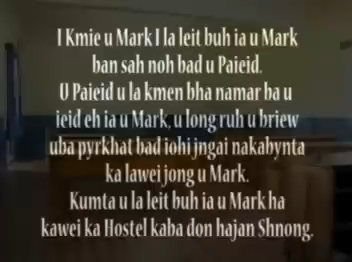 I Kmie u Mark I la leit buh ia u Mark
ban sah noh bad u Paieid.
U Paieid u la kmen bha namar ba u
ieid eh ia u Mark, u long ruh u briew
uba pyrkhat bad iohi jngai nakabynta
ka lawei jong u Mark.
Kumta u la leit buh ia u Mark ha
kawei ka Hostel kaba don hajan Shnong.